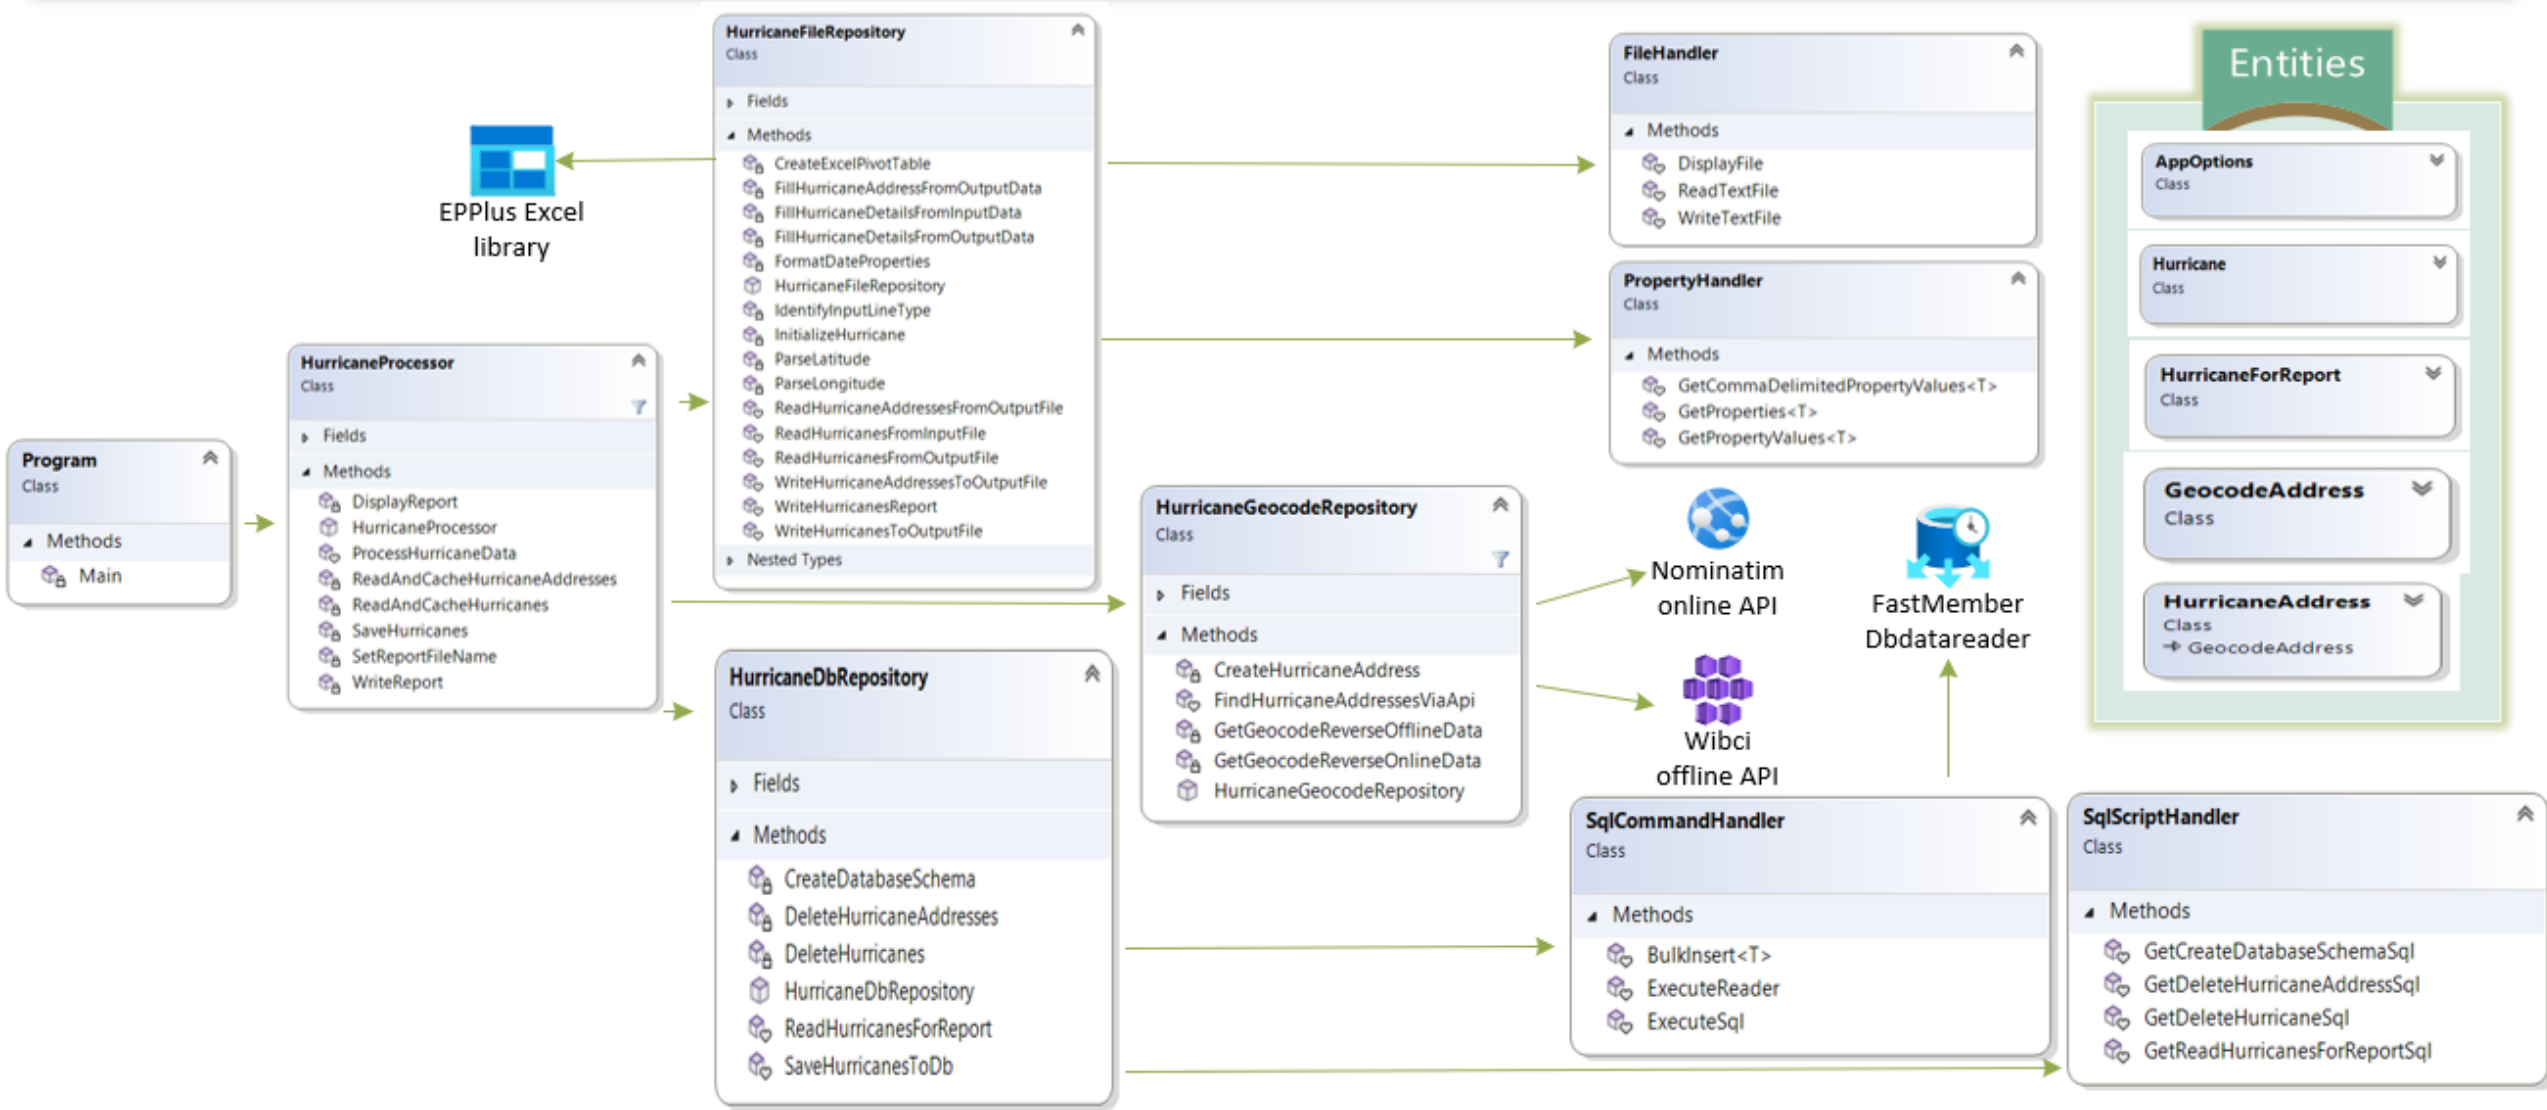 Program
Class
Methods
Main
HurricaneProcessor
Class
Fields
Methods
DisplayReport
HurricaneProcessor
ProcessHurricaneData
ReadAndCacheHurricaneAddresses
ReadAndCacheHurricanes
SaveHurricanes
SetReportFileName
WriteReport
EPPlus Excel
library
HurricaneFileRepository
Class
Fields
Methods
CreateExcelPivotTable
FillHurricaneAddressFromOutputData
FillHurricaneDetailsFromInputData
FillHurricaneDetailsFromOutputData
FormatDateProperties
HurricaneFileRepository
IdentifyInputLineType
InitializeHurricane
ParseLatitude
ParseLongitude
ReadHurricaneAddressesFromOutputFile
ReadHurricanesFromInputFile
ReadHurricanesFromOutputFile
WriteHurricaneAddressesToOutputFile
WriteHurricanesReport
WriteHurricanesToOutputFile
Nested Types
HurricaneDbRepository
Class
Fields
Methods
CreateDatabaseSchema
DeleteHurricaneAddresses
DeleteHurricanes
HurricaneDbRepository
ReadHurricanesForReport
SaveHurricanesToDb
HurricaneGeocodeRepository
Class
Fields
Methods
CreateHurricaneAddress
FindHurricaneAddressesViaApi
GetGeocodeReverseOfflineData
GetGeocodeReverseOnlineData
HurricaneGeocodeRepository
FileHandler
Class
Methods
DisplayFile
ReadTextFile
WriteTextFile
PropertyHandler
Class
Methods
GetCommaDelimitedPropertyValues<T>
GetProperties<T>
GetPropertyValues<T>
Nominatim
online API
Wibci
offline API
FastMember
Dbdatareader
SqlCommandHandler
Class
Methods
BulkInsert<T>
ExecuteReader
ExecuteSql
SqlScriptHandler
Class
Methods
GetCreateDatabaseSchemaSql
GetDeleteHurricaneAddressSql
GetDeleteHurricaneSql
GetReadHurricanesForReportSql
Entities
AppOptions
Class
Hurricane
Class
HurricaneForReport
Class
GeocodeAddress
Class
HurricaneAddress
Class
GeocodeAddress